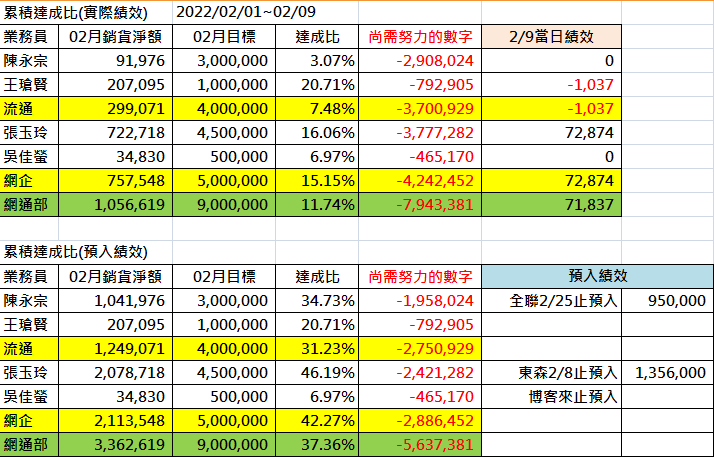 累積達成比(實際績效) 2022/02/01~02/09
業務員 02月銷貨淨額 02月目標 達成比 尚需努力的數字 2/9當日績效
陳永宗 91,976 3,000,000 3.07% -2,908,024 0
王瑲賢 207,095 1,000,000 20.71% -792,905 -1,037
流通 299,071 4,000,000 7.48% -3,700,929 -1,037
張玉玲 722,718 4,500,000 16.06% -3,777,282 72,874
吳佳螢 34,830 500,000 6.97% -465,170 0
網企 757,548 5,000,000 15.15% -4,242,452 72,874
網通部 1,056,619 9,000,000 11.74% -7,943,381 71,837
累積達成比(預入績效)
業務員 02月銷貨淨額 02月目標 達成比 尚需努力的數字 預入績效
陳永宗 1,041,976 3,000,000 34.73% -1,958,024 全聯2/25止預入 950,000
王瑲賢 207,095 1,000,000 20.71% -792,905
流通 1,249,071 4,000,000 31.23% -2,750,929
張玉玲 2,078,718 4,500,000 46.19% -2,421,282 東森2/8止預入 1,356,000
吳佳螢 34,830 500,000 6.97% -465,170 博客來止預入
網企 2,113,548 5,000,000 42.27% -2,886,452
網通部 3,362,619 9,000,000 37.36% -5,637,381